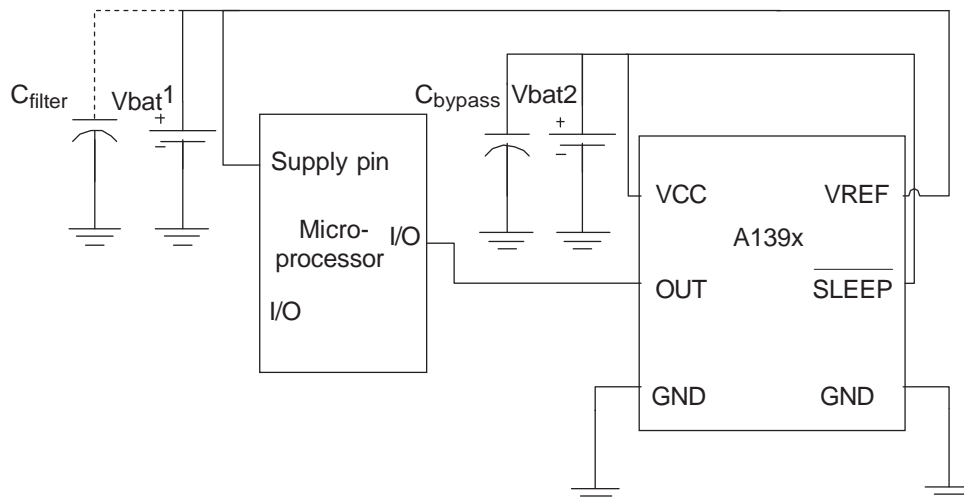 Cfilter
Vbat1
+
–
Cbypass
Vbat2
+
–
Supply pin
Micro-
processor
I/O
I/O
VCC
VREF
A139x
OUT
SLEEP
GND
GND